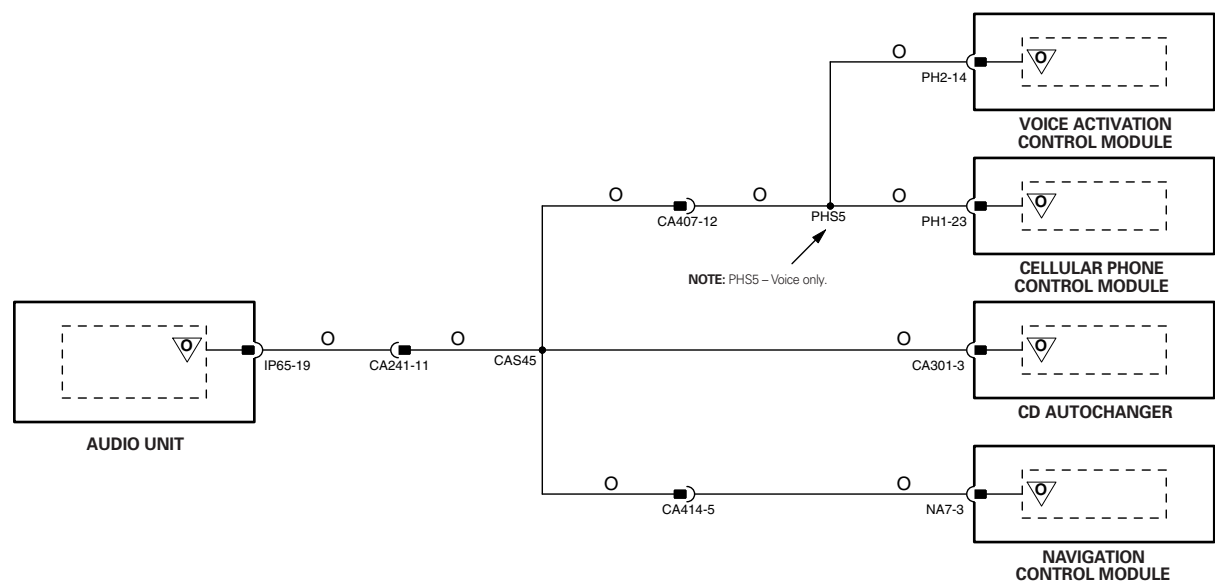 O
O
PH2-14
VOICE ACTIVATION
CONTROL MODULE
O
O
O
O
CA407-12
PHS5
PH1-23
NOTE: PHS5 – Voice only.
CELLULAR PHONE
CONTROL MODULE
O
O
O
O
O
IP65-19
CA241-11
CAS45
CA301-3
AUDIO UNIT
CD AUTOCHANGER
O
O
O
CA414-5
NA7-3
NAVIGATION
CONTROL MODULE